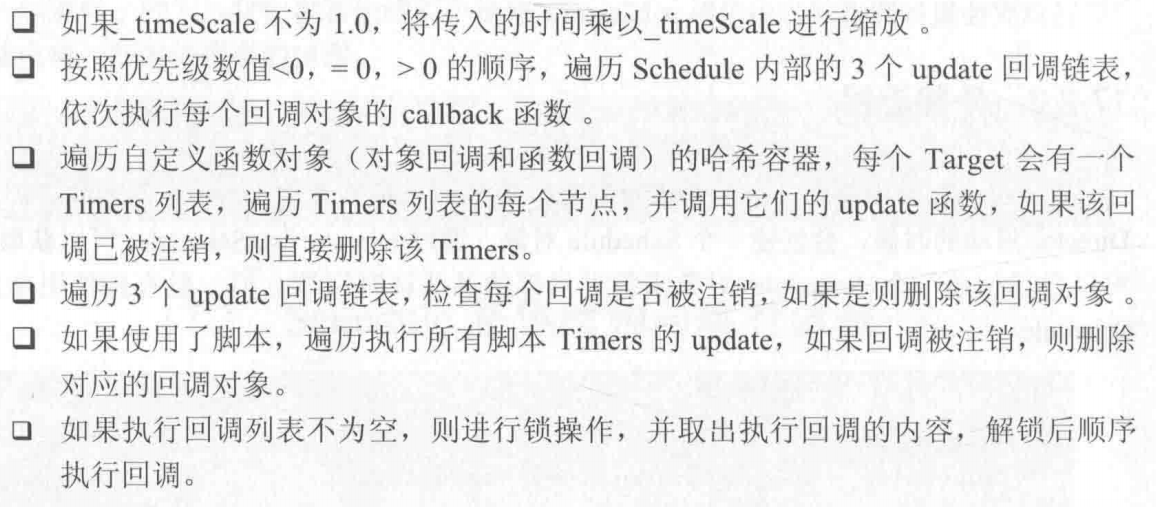 □ 如果_timeScale 不为 1.0，将传入的时间乘以_timeScale 进行缩放 。
□ 按照优先级数值<0，= 0，> 0 的顺序，遍历 Schedule 内部的 3 个 update 回调链表，
依次执行每个回调对象的 callback 函数 。
□ 遍历自定义函数对象（对象回调和函数回调）的哈希容器，每个 Target 会有一个
Timers 列表，遍历 Timers 列表的每个节点，并调用它们的 update 函数，如果该回
调已被注销，则直接删除该 Timers。
□ 遍历 3 个 update 回调链表，检查每个回调是否被注销，如果是则删除该回调对象 。
□ 如果使用了脚本，遍历执行所有脚本 Timers 的 update，如果回调被注销，则删除
对应的回调对象。
□ 如果执行回调列表不为空，则进行锁操作，并取出执行回调的内容，解锁后顺序
执行回调。